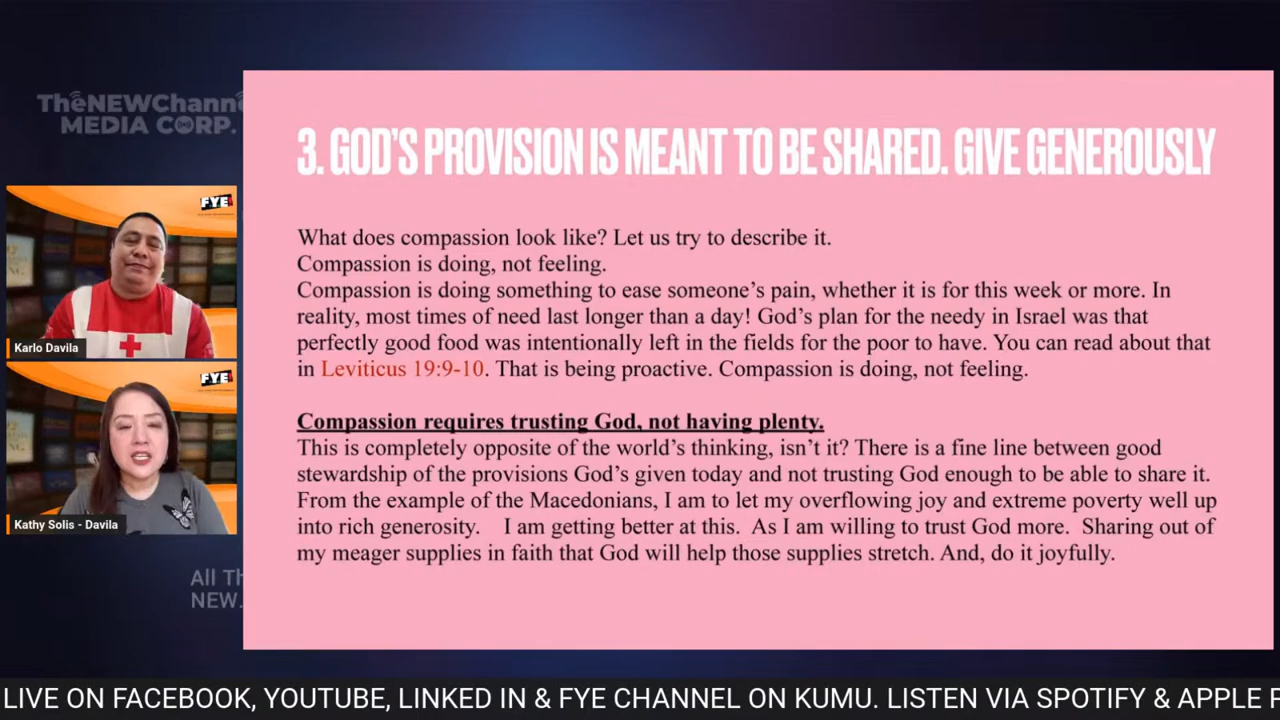 TheNEWChann
MEDIA CORP.
FYE
Karlo Davila
FYE
Kathy Solis - Davila
All Th
NEW.
3. GOD'S PROVISION IS MEANT TO BE SHARED. GIVE GENEROUSLY
What does compassion look like? Let us try to describe it.
Compassion is doing, not feeling.
Compassion is doing something to ease someone's pain, whether it is for this week or more. In
reality, most times of need last longer than a day! God's plan for the needy in Israel was that
perfectly good food was intentionally left in the fields for the poor to have. You can read about that
in Leviticus 19:9-10. That is being proactive. Compassion is doing, not feeling.
Compassion requires trusting God, not having plenty.
This is completely opposite of the world's thinking, isn't it? There is a fine line between good
stewardship of the provisions God's given today and not trusting God enough to be able to share it.
From the example of the Macedonians, I am to let my overflowing joy and extreme poverty well up
into rich generosity. I am getting better at this. As I am willing to trust God more. Sharing out of
my meager supplies in faith that God will help those supplies stretch. And, do it joyfully.
LIVE ON FACEBOOK, YOUTUBE, LINKED IN & FYE CHANNEL ON KUMU. LISTEN VIA SPOTIFY & APPLE